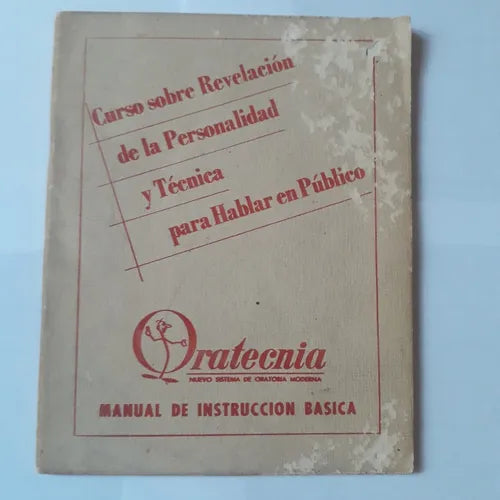 Curso sobre Revelación
de la Personalidad
y Técnica
para Hablar en Público
Oratecnia
NUEVO SISTEMA DE ORATORIA MODERNA
MANUAL DE INSTRUCCION BASICA